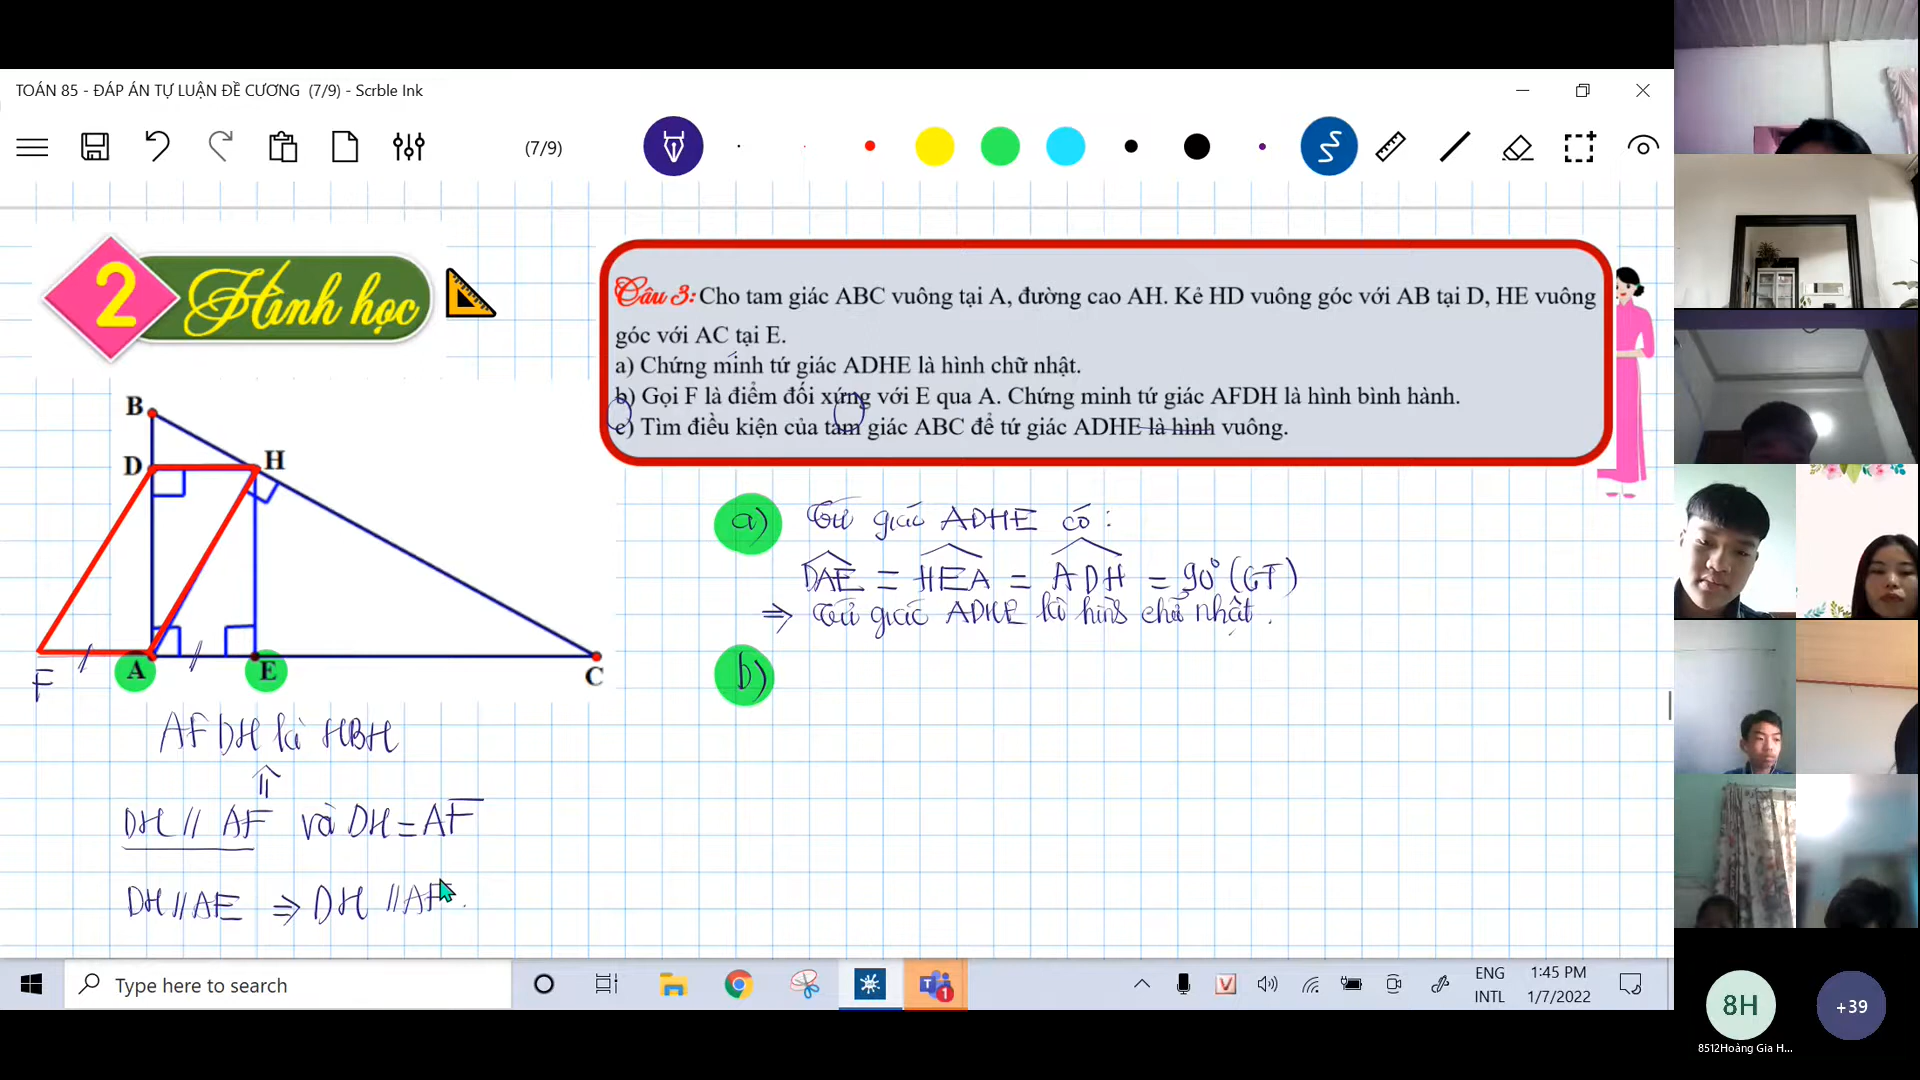 TOÁN 85 - ĐÁP ÁN TỰ LUẬN ĐỀ CƯƠNG (7/9) - Scrble Ink
(7/9)
2 Hình học
Câu 3: Cho tam giác ABC vuông tại A, đường cao AH. Kẻ HD vuông góc với AB tại D, HE vuông
góc với AC tại E.
a) Chứng minh tứ giác ADHE là hình chữ nhật.
b) Gọi F là điểm đối xứng với E qua A. Chứng minh tứ giác AFDH là hình bình hành.
c) Tìm điều kiện của tam giác ABC để tứ giác ADHE là hình vuông.
B
D
H
F
A
E
C
a) Tứ giác ADHE có:
DAE = HEA = ADH = 90° (GT)
⇒ Tứ giác ADHE là hình chữ nhật.
b)
AFDH là HBH
⇑
DH // AF và DH = AF
DH // AE ⇒ DH // AF.
Type here to search
1
V
ENG
INTL
1:45 PM
1/7/2022
8H
8512Hoàng Gia H...
+39